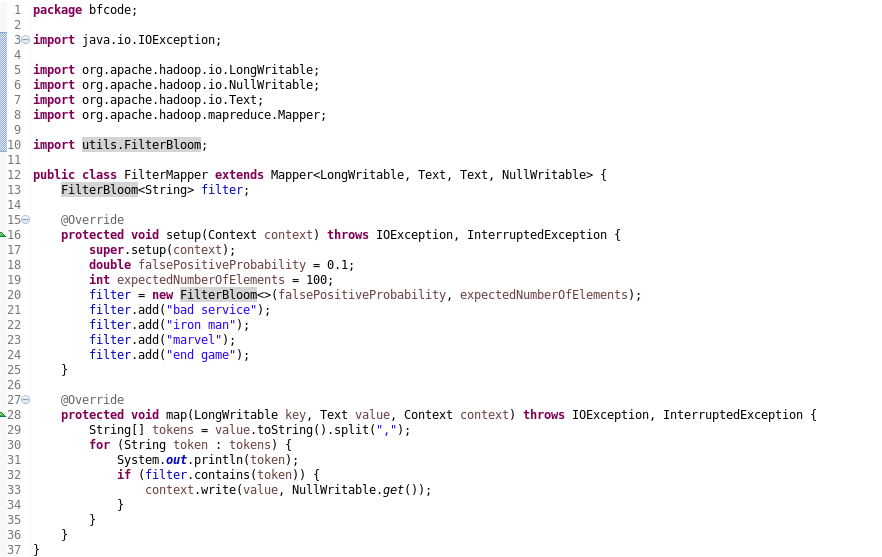 1 package bfcode;
2
3 import java.io.IOException;
4
5 import org.apache.hadoop.io.LongWritable;
6 import org.apache.hadoop.io.NullWritable;
7 import org.apache.hadoop.io.Text;
8 import org.apache.hadoop.mapreduce.Mapper;
9
10 import utils.FilterBloom;
11
12 public class FilterMapper extends Mapper<LongWritable, Text, Text, NullWritable> {
13     FilterBloom<String> filter;
14
15     @Override
16     protected void setup(Context context) throws IOException, InterruptedException {
17         super.setup(context);
18         double falsePositiveProbability = 0.1;
19         int expectedNumberOfElements = 100;
20         filter = new FilterBloom<>(falsePositiveProbability, expectedNumberOfElements);
21         filter.add("bad service");
22         filter.add("iron man");
23         filter.add("marvel");
24         filter.add("end game");
25     }
26
27     @Override
28     protected void map(LongWritable key, Text value, Context context) throws IOException, InterruptedException {
29         String[] tokens = value.toString().split(",");
30         for (String token : tokens) {
31             System.out.println(token);
32             if (filter.contains(token)) {
33                 context.write(value, NullWritable.get());
34             }
35         }
36     }
37 }